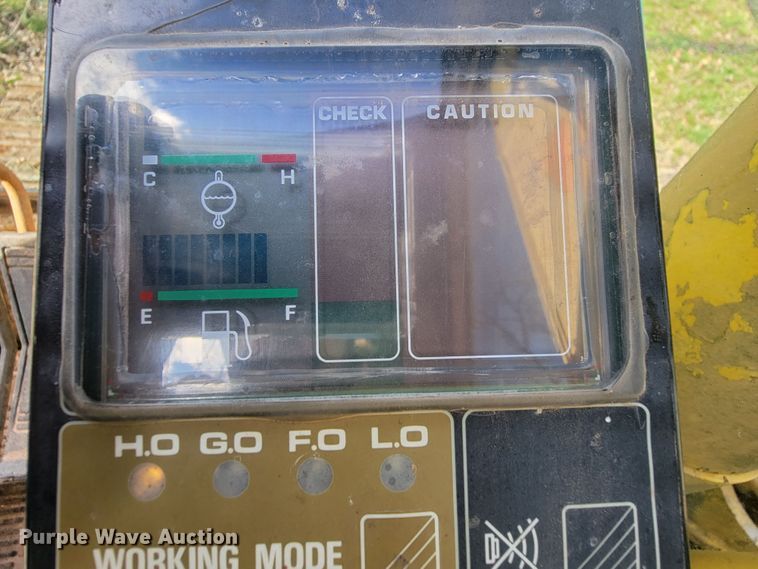 CHECK
CAUTION
C
H
E
F
H.O G.O F.O L.O
WORKING MODE
Purple Wave Auction